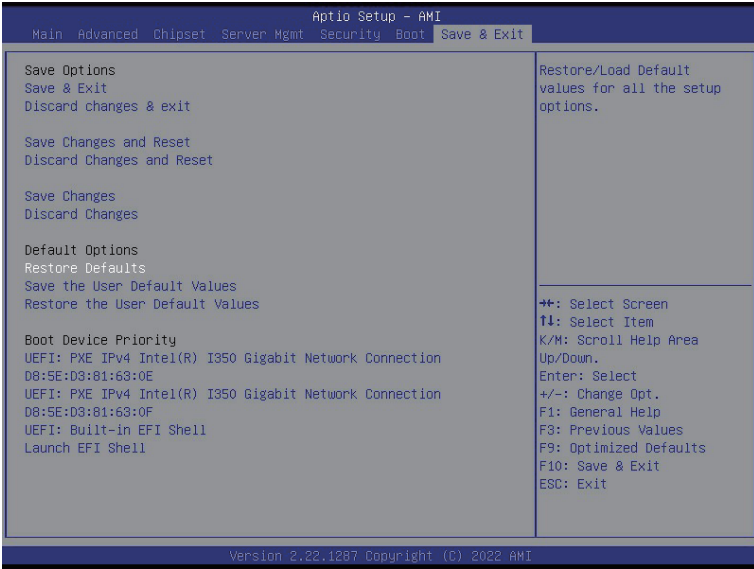 Aptio Setup – AMI
Main Advanced Chipset Server Mgmt Security Boot Save & Exit
Save Options
Save & Exit
Discard changes & exit
Save Changes and Reset
Discard Changes and Reset
Save Changes
Discard Changes
Default Options
Restore Defaults
Save the User Default Values
Restore the User Default Values
Boot Device Priority
UEFI: PXE IPv4 Intel(R) I350 Gigabit Network Connection
D8:5E:D3:81:63:0E
UEFI: PXE IPv4 Intel(R) I350 Gigabit Network Connection
D8:5E:D3:81:63:0F
UEFI: Built-in EFI Shell
Launch EFI Shell
Restore/Load Default
values for all the setup
options.
→←: Select Screen
↑↓: Select Item
K/M: Scroll Help Area
Up/Down.
Enter: Select
+/-: Change Opt.
F1: General Help
F3: Previous Values
F9: Optimized Defaults
F10: Save & Exit
ESC: Exit
Version 2.22.1287 Copyright (C) 2022 AMI